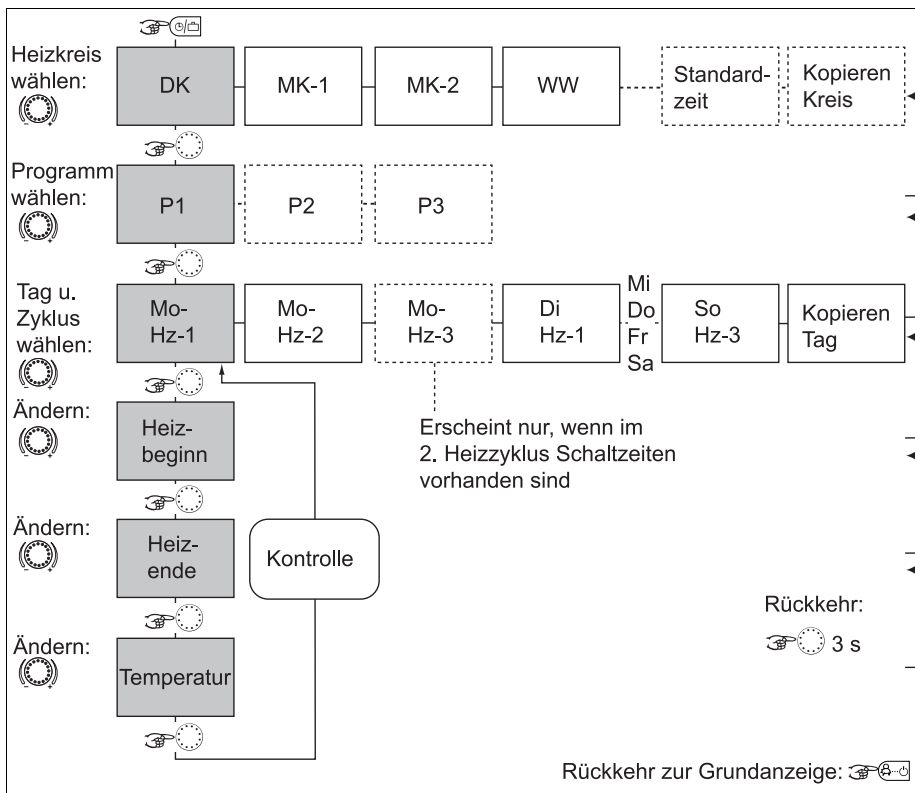 Heizkreis
wählen:
DK
MK-1
MK-2
WW
Standard-
zeit
Kopieren
Kreis
Programm
wählen:
P1
P2
P3
Tag u.
Zyklus
wählen:
Mo-
Hz-1
Mo-
Hz-2
Mo-
Hz-3
Di
Hz-1
Mi
Do
Fr
Sa
So
Hz-3
Kopieren
Tag
Ändern:
Heiz-
beginn
Erscheint nur, wenn im
2. Heizzyklus Schaltzeiten
vorhanden sind
Ändern:
Heiz-
ende
Kontrolle
Rückkehr:
3 s
Ändern:
Temperatur
Rückkehr zur Grundanzeige: